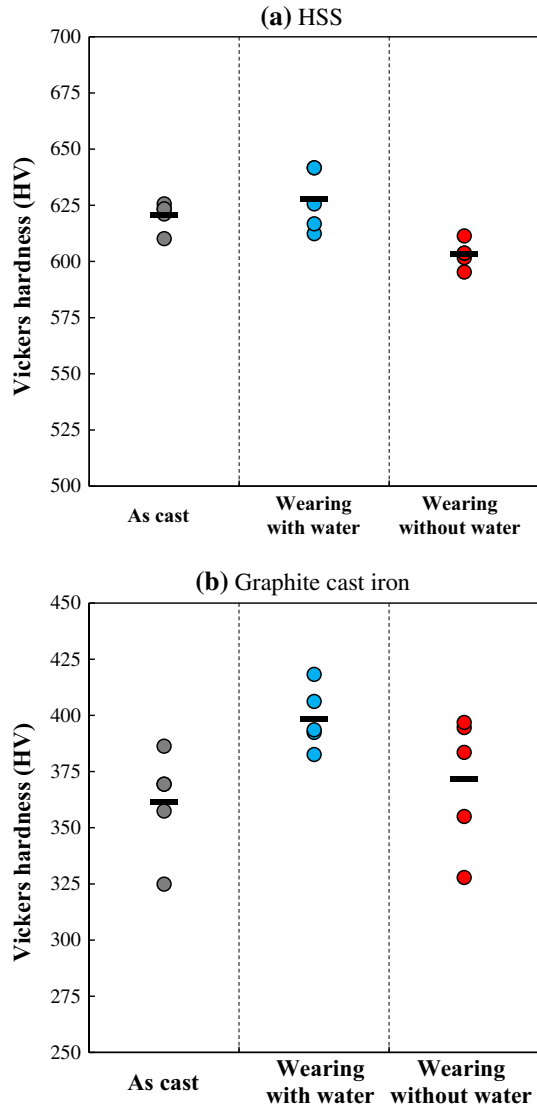 (a) HSS
Vickers hardness (HV)
700
675
650
625
600
575
550
525
500
As cast
Wearing
with water
Wearing
without water
(b) Graphite cast iron
Vickers hardness (HV)
450
425
400
375
350
325
300
275
250
As cast
Wearing
with water
Wearing
without water